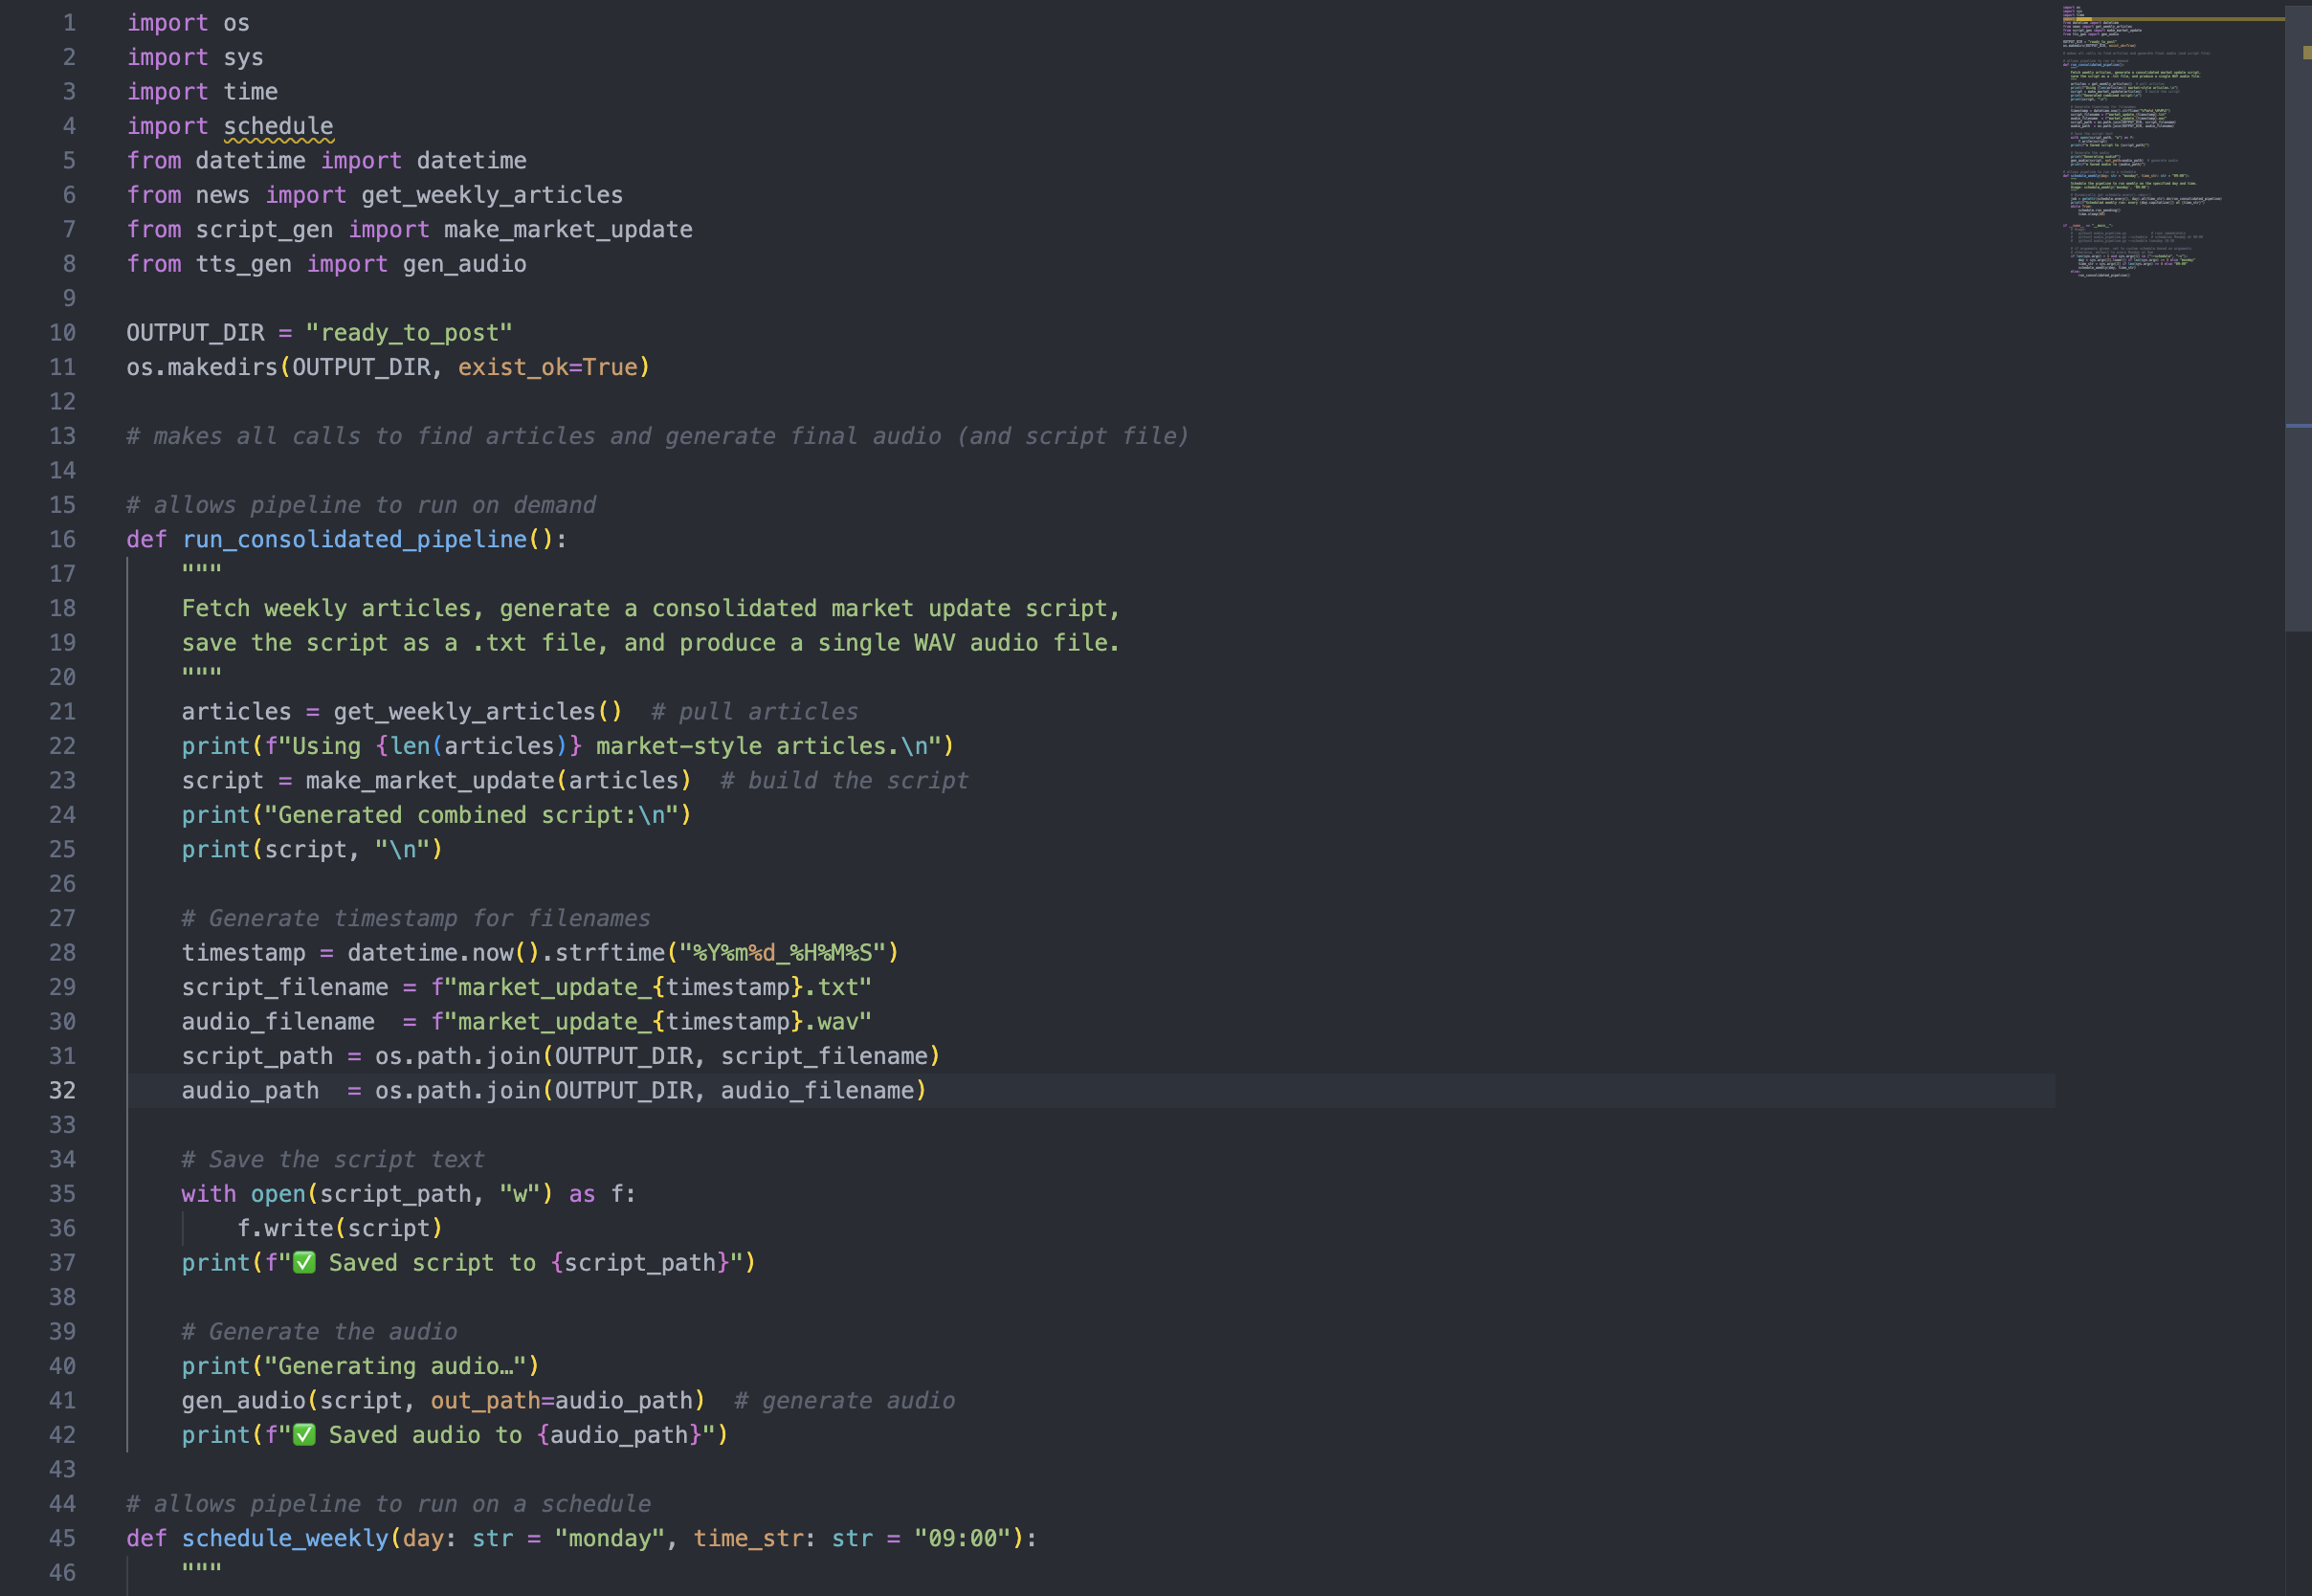 1 import os
2 import sys
3 import time
4 import schedule
5 from datetime import datetime
6 from news import get_weekly_articles
7 from script_gen import make_market_update
8 from tts_gen import gen_audio
9
10 OUTPUT_DIR = "ready_to_post"
11 os.makedirs(OUTPUT_DIR, exist_ok=True)
12
13 # makes all calls to find articles and generate final audio (and script file)
14
15 # allows pipeline to run on demand
16 def run_consolidated_pipeline():
17     """
18     Fetch weekly articles, generate a consolidated market update script,
19     save the script as a .txt file, and produce a single WAV audio file.
20     """
21     articles = get_weekly_articles()  # pull articles
22     print(f"Using {len(articles)} market-style articles.\n")
23     script = make_market_update(articles)  # build the script
24     print("Generated combined script:\n")
25     print(script, "\n")
26
27     # Generate timestamp for filenames
28     timestamp = datetime.now().strftime("%Y%m%d_%H%M%S")
29     script_filename = f"market_update_{timestamp}.txt"
30     audio_filename  = f"market_update_{timestamp}.wav"
31     script_path = os.path.join(OUTPUT_DIR, script_filename)
32     audio_path  = os.path.join(OUTPUT_DIR, audio_filename)
33
34     # Save the script text
35     with open(script_path, "w") as f:
36         f.write(script)
37     print(f"✅ Saved script to {script_path}")
38
39     # Generate the audio
40     print("Generating audio…")
41     gen_audio(script, out_path=audio_path)  # generate audio
42     print(f"✅ Saved audio to {audio_path}")
43
44 # allows pipeline to run on a schedule
45 def schedule_weekly(day: str = "monday", time_str: str = "09:00"):
46     """